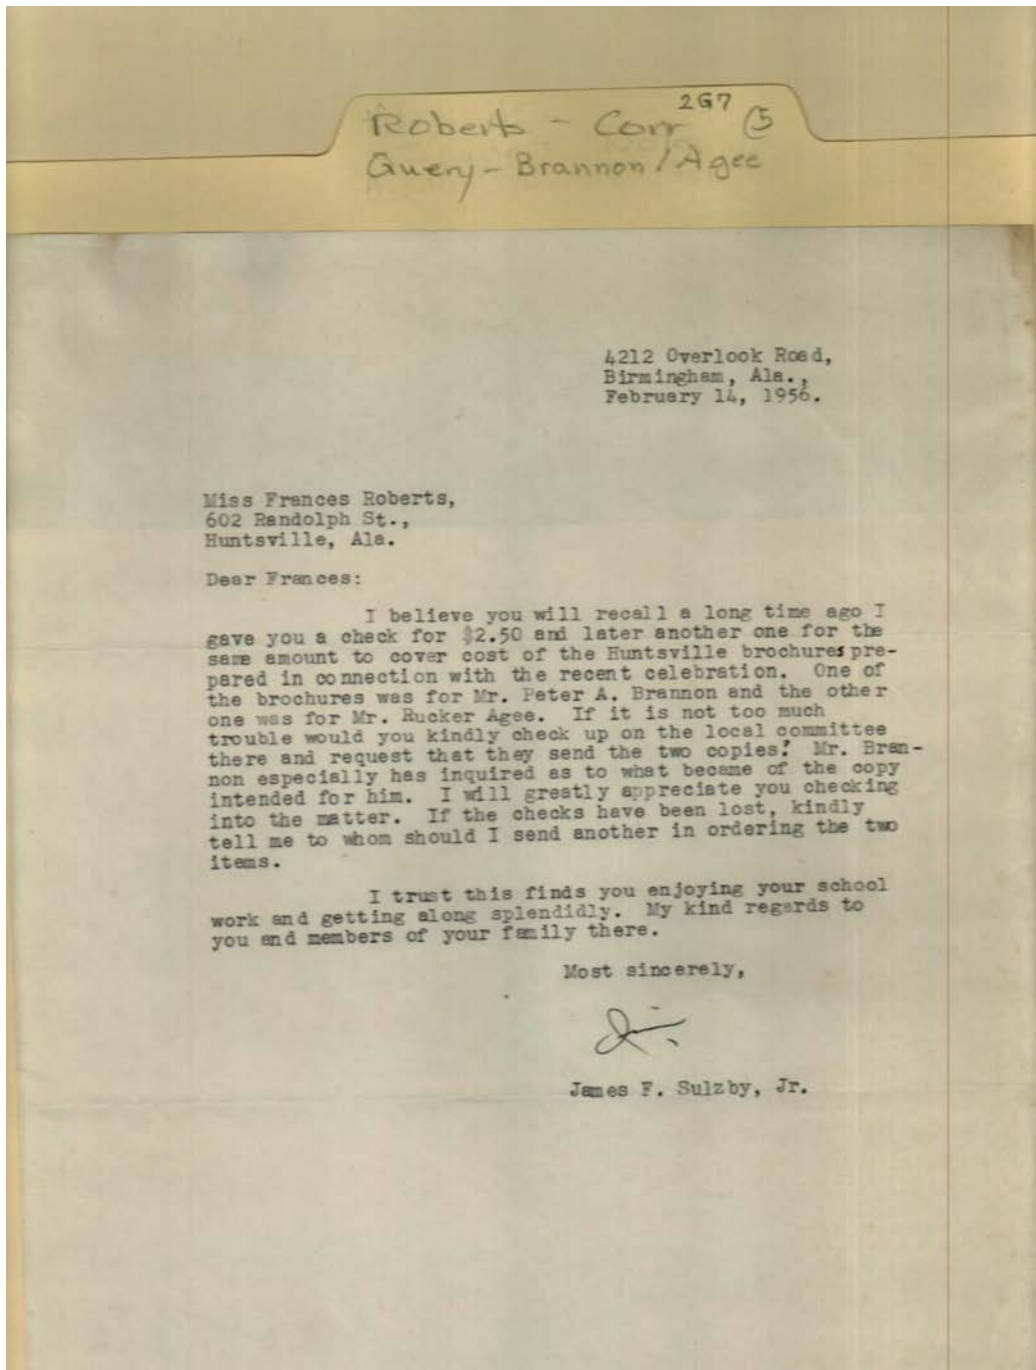 2G7
Roberts - Corr (5)
Query - Brannon / Agee
4212 Overlook Road,
Birmingham, Ala.,
February 14, 1956.
Miss Frances Roberts,
602 Randolph St.,
Huntsville, Ala.
Dear Frances:
I believe you will recall a long time ago I
gave you a check for $2.50 and later another one for the
same amount to cover cost of the Huntsville brochures pre-
pared in connection with the recent celebration. One of
the brochures was for Mr. Peter A. Brannon and the other
one was for Mr. Rucker Agee. If it is not too much
trouble would you kindly check up on the local committee
there and request that they send the two copies? Mr. Bran-
non especially has inquired as to what became of the copy
intended for him. I will greatly appreciate you checking
into the matter. If the checks have been lost, kindly
tell me to whom should I send another in ordering the two
items.
I trust this finds you enjoying your school
work and getting along splendidly. My kind regards to
you and members of your family there.
Most sincerely,
Jim.
James F. Sulzby, Jr.